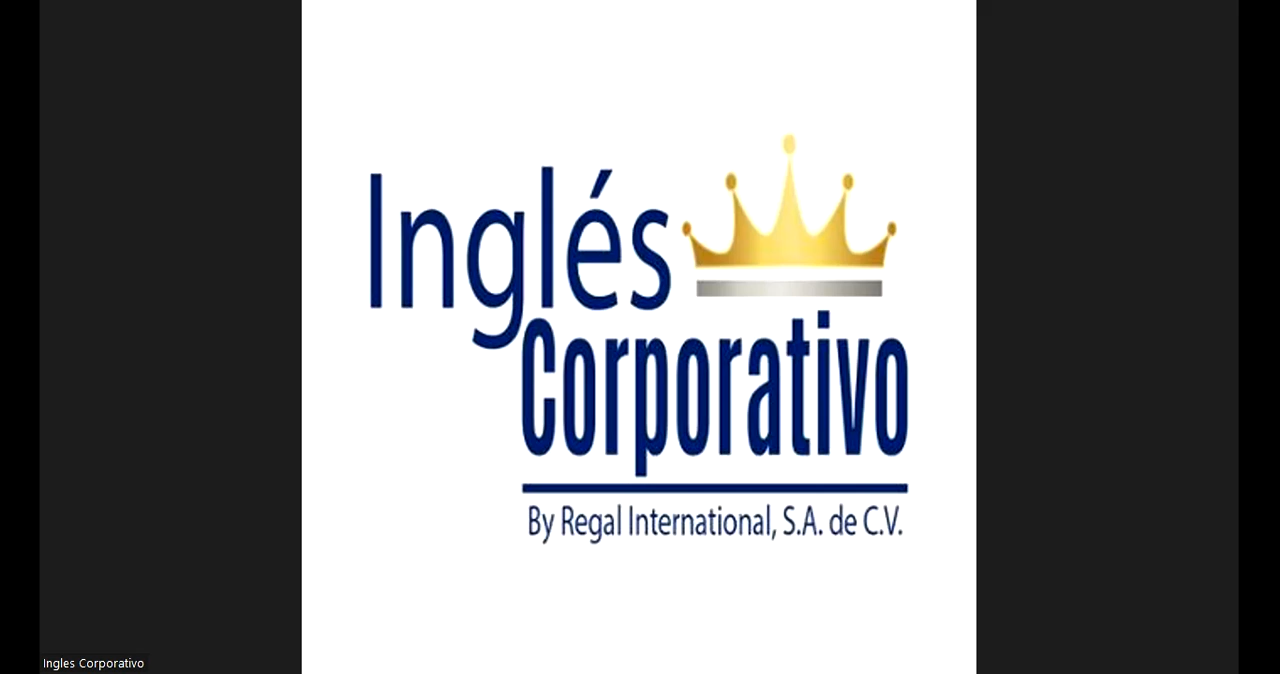 Inglés
Corporativo
By Regal International, S.A. de C.V.
Ingles Corporativo